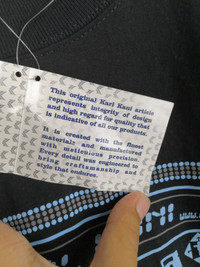 This original Karl Kani article
represents integrity of design
and high regard for quality that
is indicative of all our products.
It is created with the finest
materials and manufactured
with meticulous precision.
Every detail was engineered to
bring craftsmanship and
style that endures.